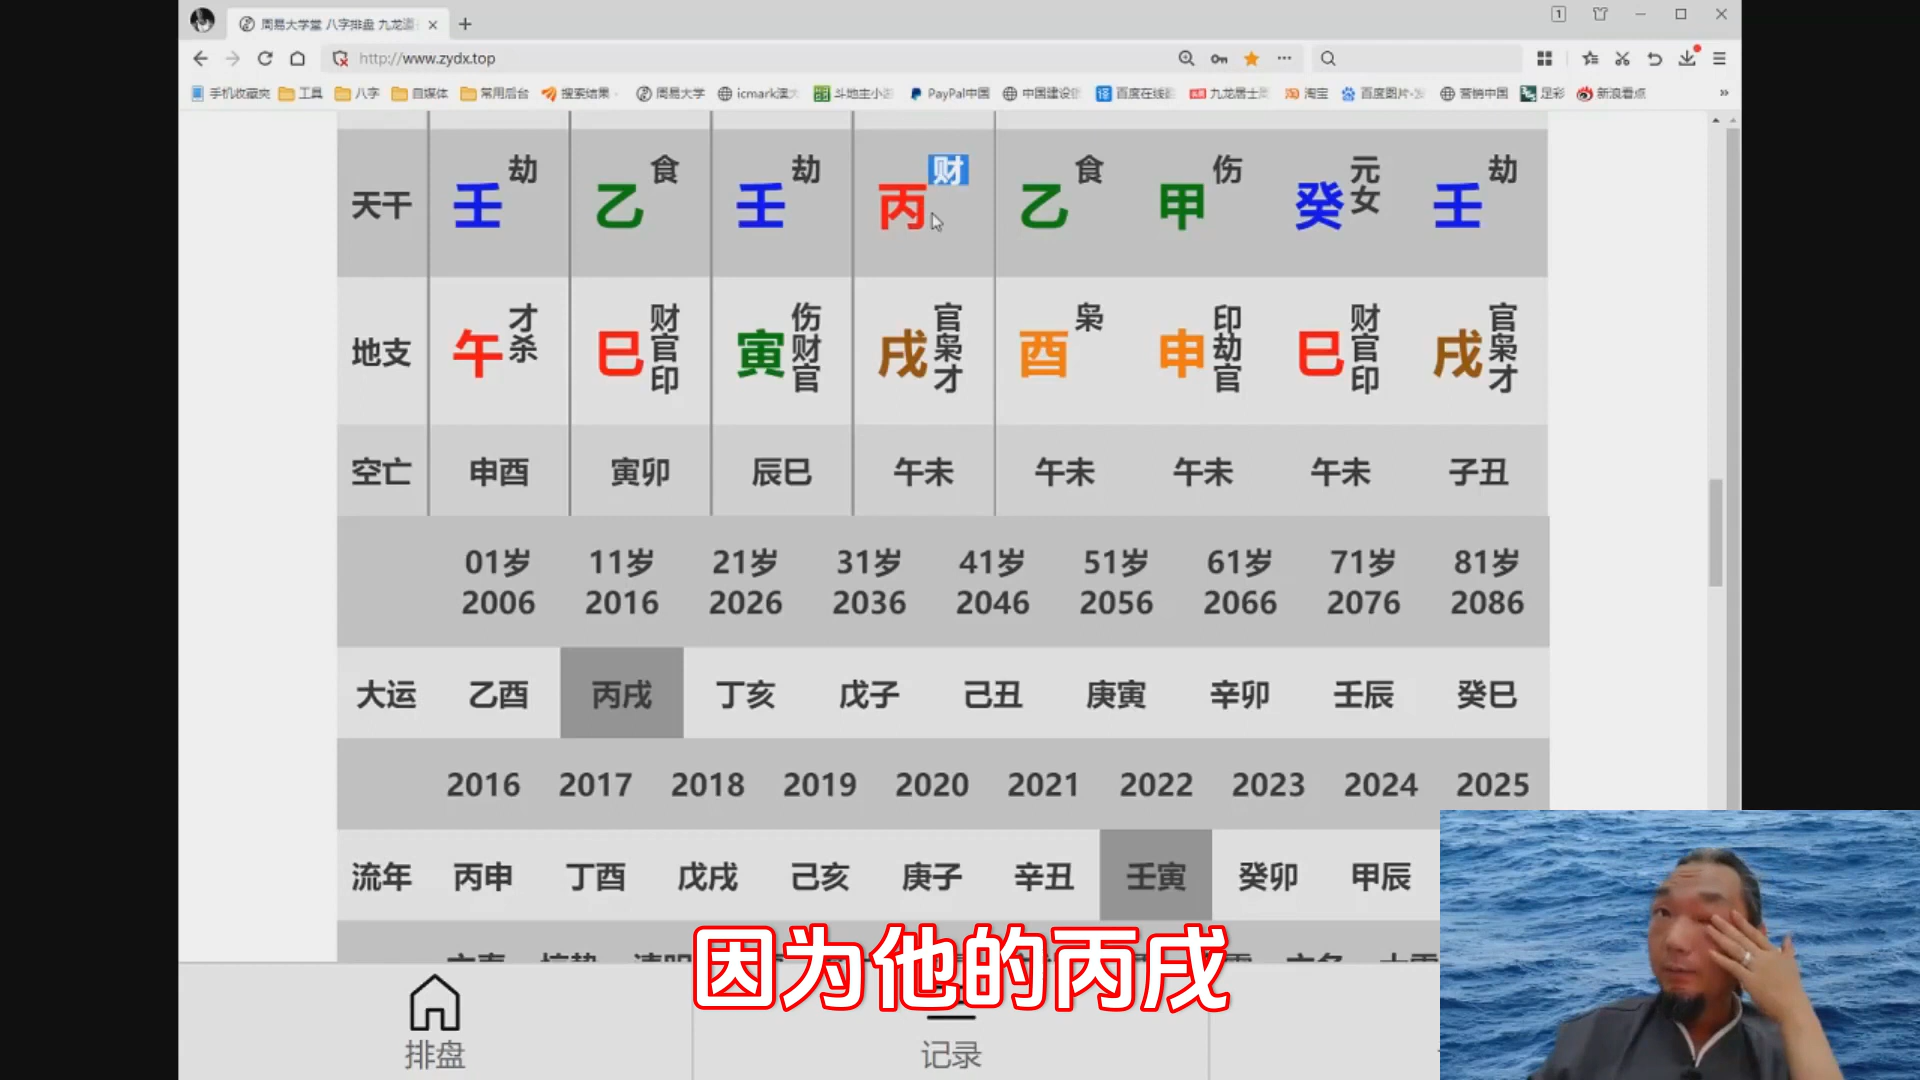 周易大学堂 八字排盘 九龙道
1
http://www.zydx.top
手机收藏夹 工具 八字 自媒体 常用后台 搜索结果 周易大学 icmark澳大 斗地主小 PayPal中国 中国建设 百度在线 九龙居士 淘宝 百度图片 营销中国 足彩 新浪看点
天干 壬 劫 乙 食 壬 劫 丙 财 乙 食 甲 伤 癸 元女 壬 劫
地支 午 才杀 巳 财官印 寅 伤财官 戌 官枭才 酉 枭 申 印劫官 巳 财官印 戌 官枭才
空亡 申酉 寅卯 辰巳 午未 午未 午未 午未 子丑
01岁 11岁 21岁 31岁 41岁 51岁 61岁 71岁 81岁
2006 2016 2026 2036 2046 2056 2066 2076 2086
大运 乙酉 丙戌 丁亥 戊子 己丑 庚寅 辛卯 壬辰 癸巳
2016 2017 2018 2019 2020 2021 2022 2023 2024 2025
流年 丙申 丁酉 戊戌 己亥 庚子 辛丑 壬寅 癸卯 甲辰
因为他的丙戌
排盘 记录